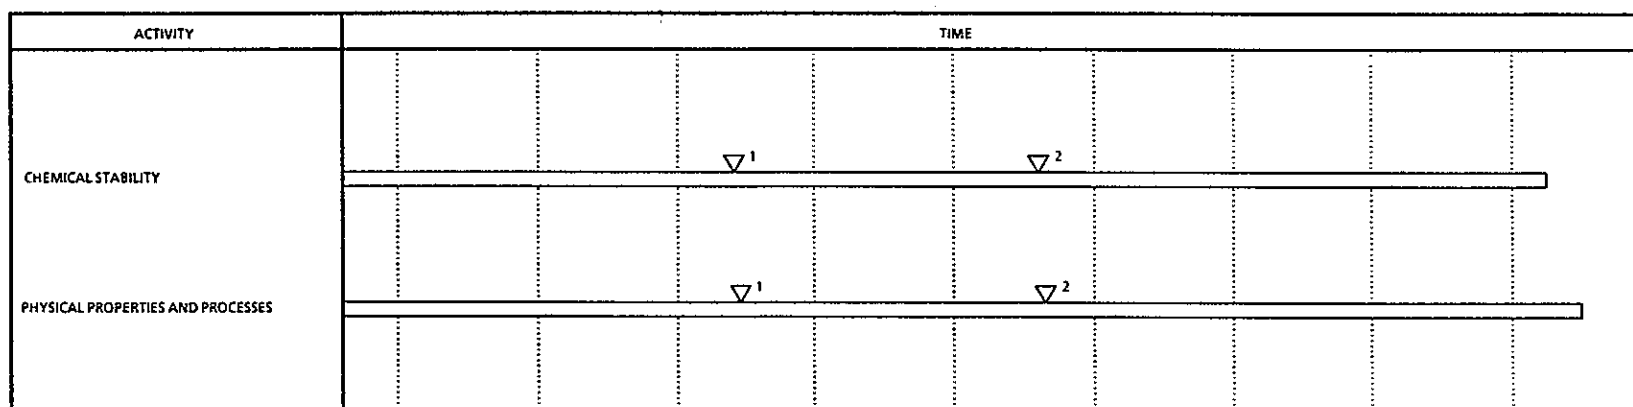 ACTIVITY
TIME
1
2
CHEMICAL STABILITY
1
2
PHYSICAL PROPERTIES AND PROCESSES